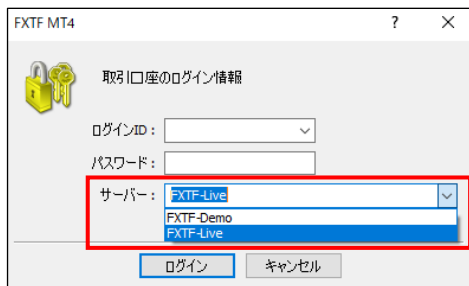 FXTF MT4
取引口座のログイン情報
ログインID：
パスワード：
サーバー： FXTF-Live
FXTF-Demo
FXTF-Live
ログイン キャンセル